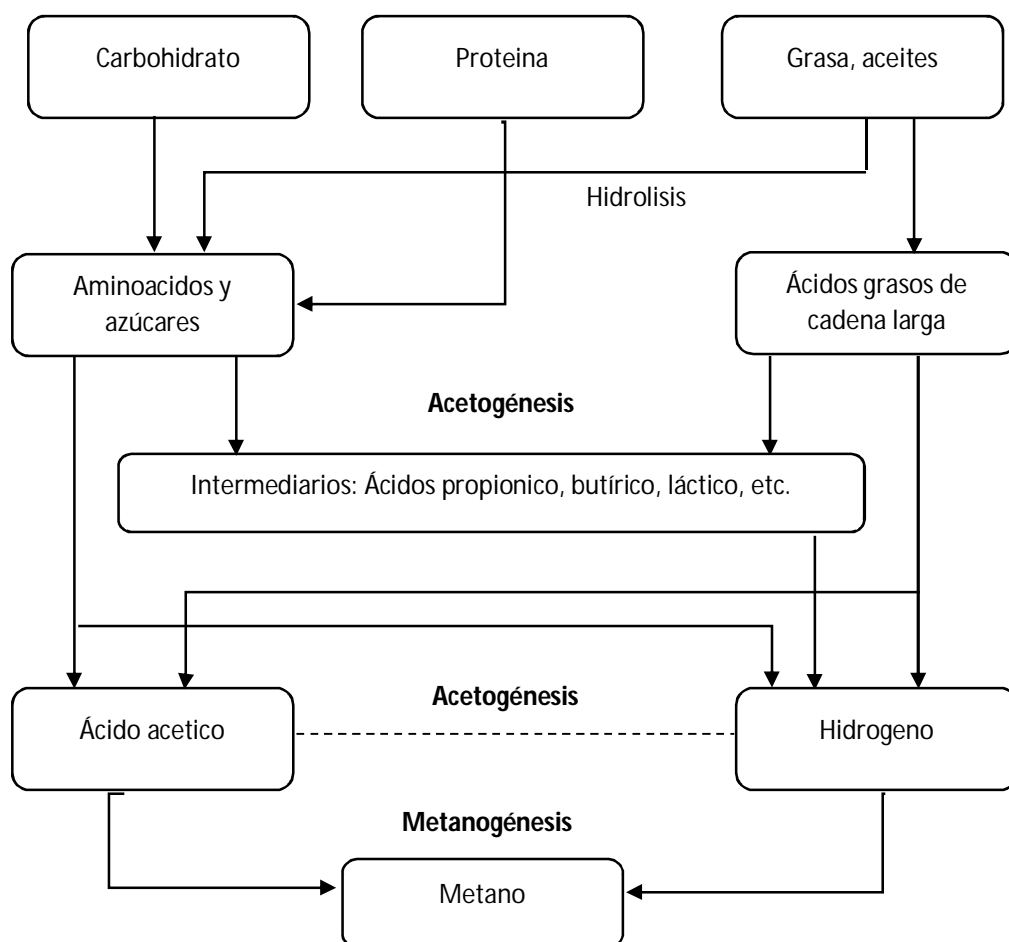 Carbohidrato
Proteina
Grasa, aceites
Hidrolisis
Aminoacidos y
azúcares
Ácidos grasos de
cadena larga
Acetogénesis
Intermediarios: Ácidos propionico, butírico, láctico, etc.
Ácido acetico
Acetogénesis
Hidrogeno
Metanogénesis
Metano